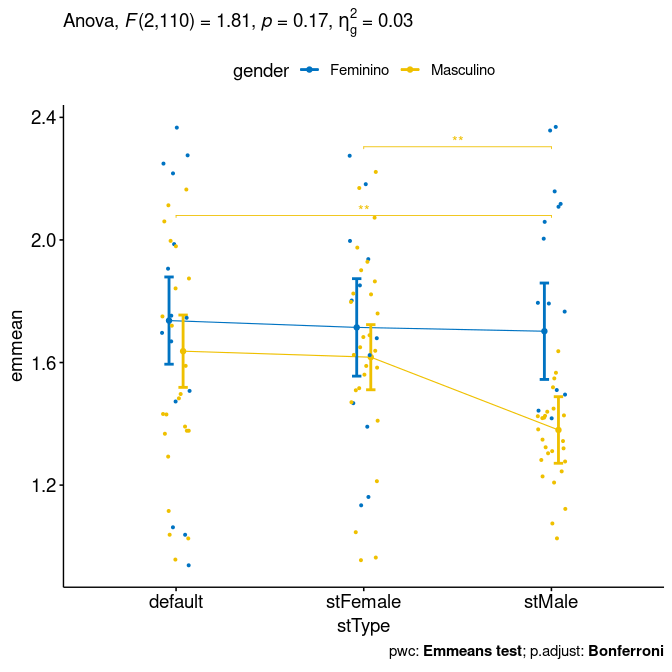 Anova, F(2,110) = 1.81, p = 0.17, η²g = 0.03
gender Feminino Masculino
2.4
**
**
2.0
1.6
1.2
emmean
default stFemale stMale
stType
pwc: Emmeans test; p.adjust: Bonferroni